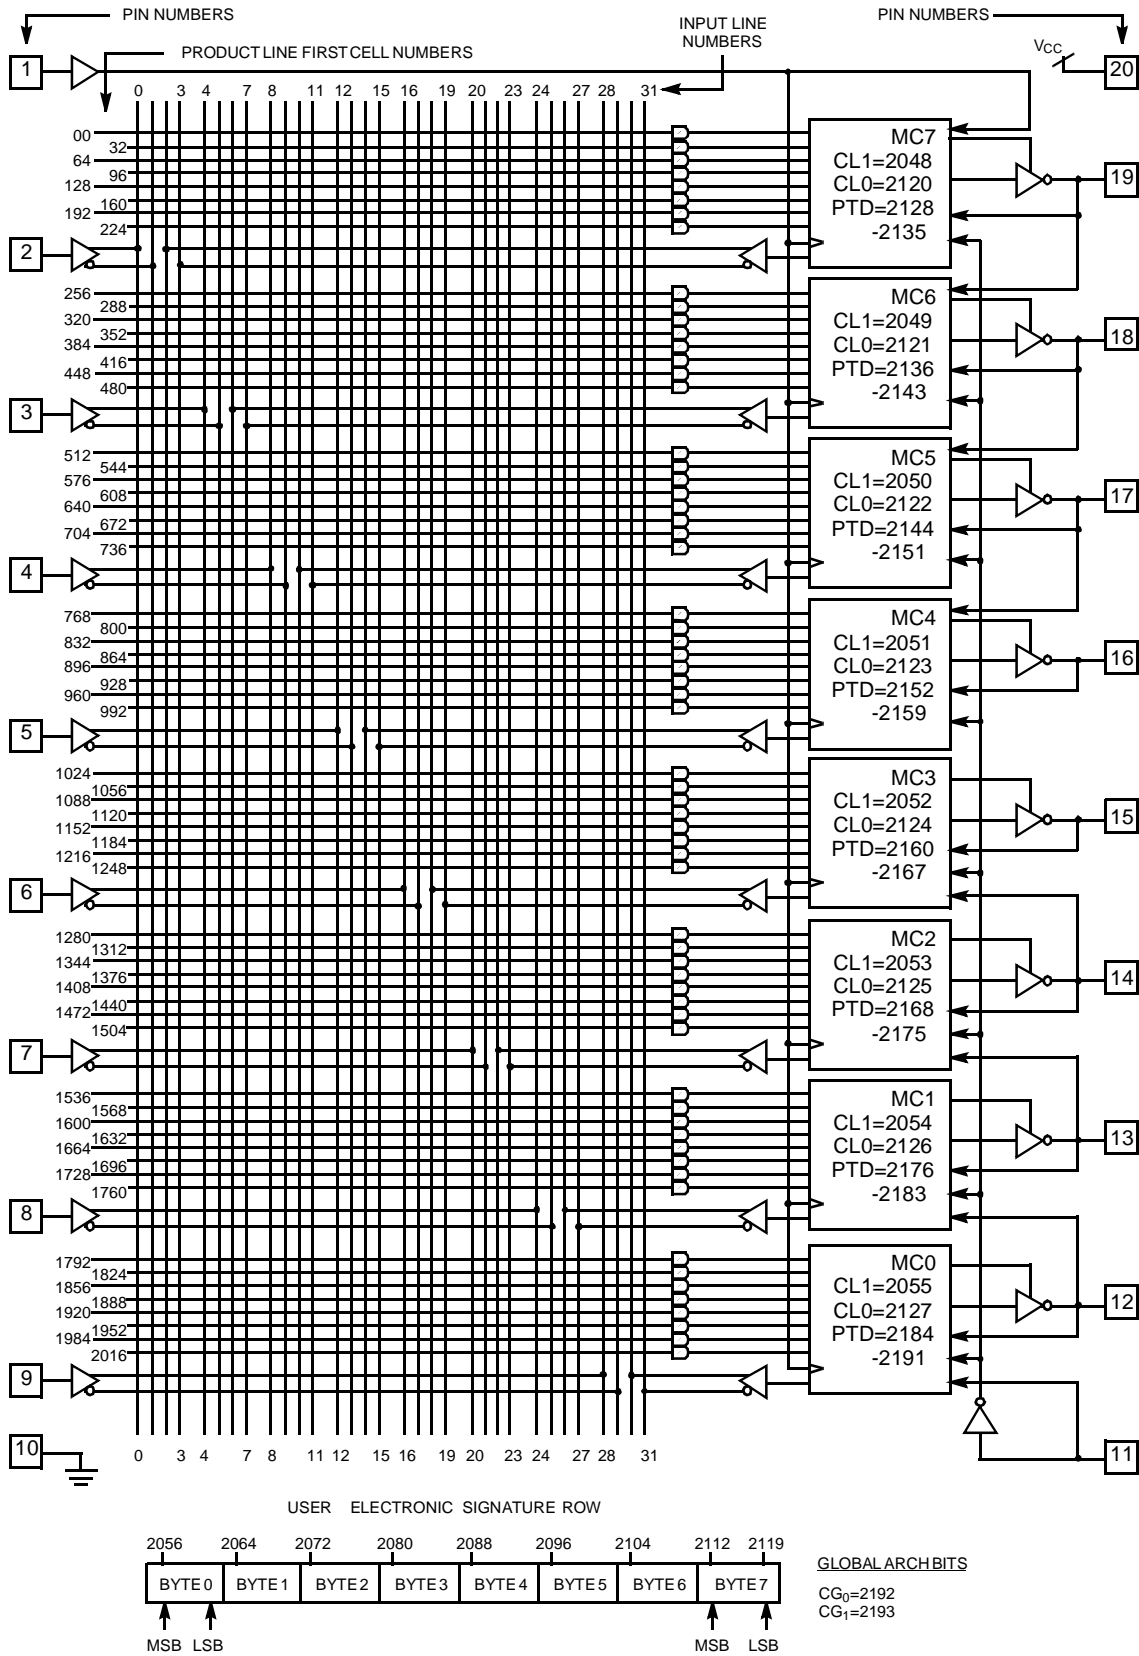 PIN NUMBERS
PRODUCT LINE FIRST CELL NUMBERS
INPUT LINE
NUMBERS
PIN NUMBERS
1
VCC
20
0 3 4 7 8 11 12 15 16 19 20 23 24 27 28 31
00
32
64
96
128
160
192
224
MC7
CL1=2048
CL0=2120
PTD=2128
-2135
19
2
256
288
320
352
384
416
448
480
MC6
CL1=2049
CL0=2121
PTD=2136
-2143
18
3
512
544
576
608
640
672
704
736
MC5
CL1=2050
CL0=2122
PTD=2144
-2151
17
4
768
800
832
864
896
928
960
992
MC4
CL1=2051
CL0=2123
PTD=2152
-2159
16
5
1024
1056
1088
1120
1152
1184
1216
1248
MC3
CL1=2052
CL0=2124
PTD=2160
-2167
15
6
1280
1312
1344
1376
1408
1440
1472
1504
MC2
CL1=2053
CL0=2125
PTD=2168
-2175
14
7
1536
1568
1600
1632
1664
1696
1728
1760
MC1
CL1=2054
CL0=2126
PTD=2176
-2183
13
8
1792
1824
1856
1888
1920
1952
1984
2016
MC0
CL1=2055
CL0=2127
PTD=2184
-2191
12
9
10
0 3 4 7 8 11 12 15 16 19 20 23 24 27 28 31
11
USER ELECTRONIC SIGNATURE ROW
2056 2064 2072 2080 2088 2096 2104 2112 2119
BYTE 0 BYTE 1 BYTE 2 BYTE 3 BYTE 4 BYTE 5 BYTE 6 BYTE 7
MSB LSB MSB LSB
GLOBAL ARCH BITS
CG0=2192
CG1=2193